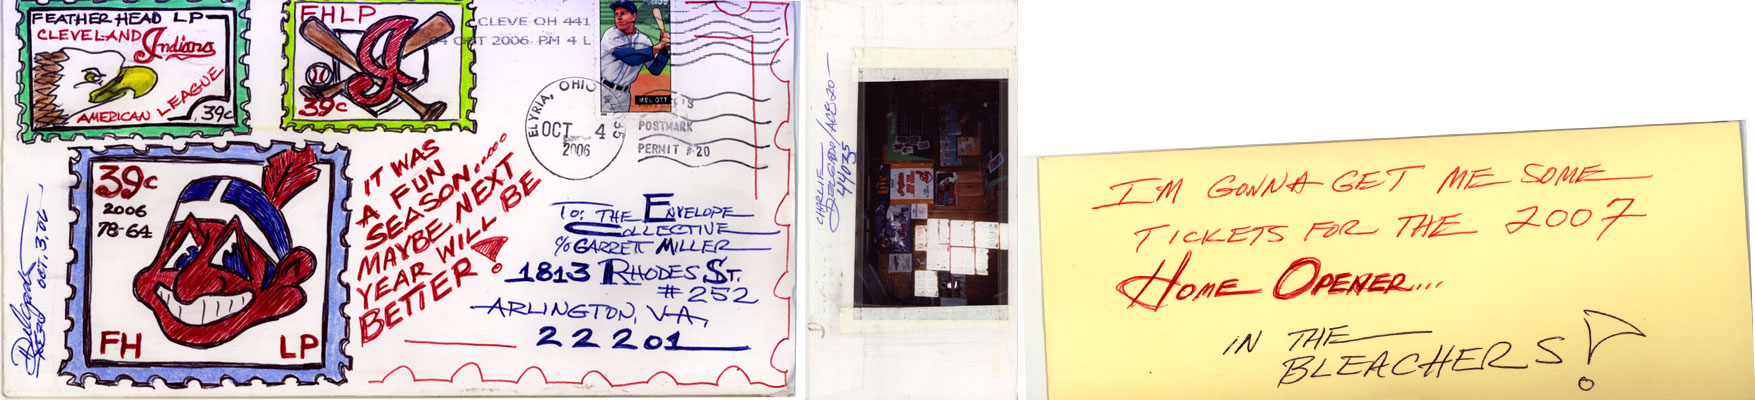 FEATHER HEAD LP
CLEVELAND Indians
AMERICAN LEAGUE
39c
FHLP
39c
CLEVE OH 441
OCT 2006 PM 4 L
MEL OTT
ELYRIA, OHIO
OCT 4
2006
POSTMARK
PERMIT # 20
39c
2006
78-64
FH LP
Delgado
OCT. 3, 06
IT WAS
A FUN
SEASON.....
MAYBE NEXT
YEAR WILL BE
BETTER!
TO: THE ENVELOPE
COLLECTIVE
c/o GARRETT MILLER
1813 RHODES ST.
# 252
ARLINGTON, VA,
22201
CHARLIE
DELGADO/ACB20
44035
I'M GONNA GET ME SOME
TICKETS FOR THE 2007
HOME OPENER...
IN THE
BLEACHERS!